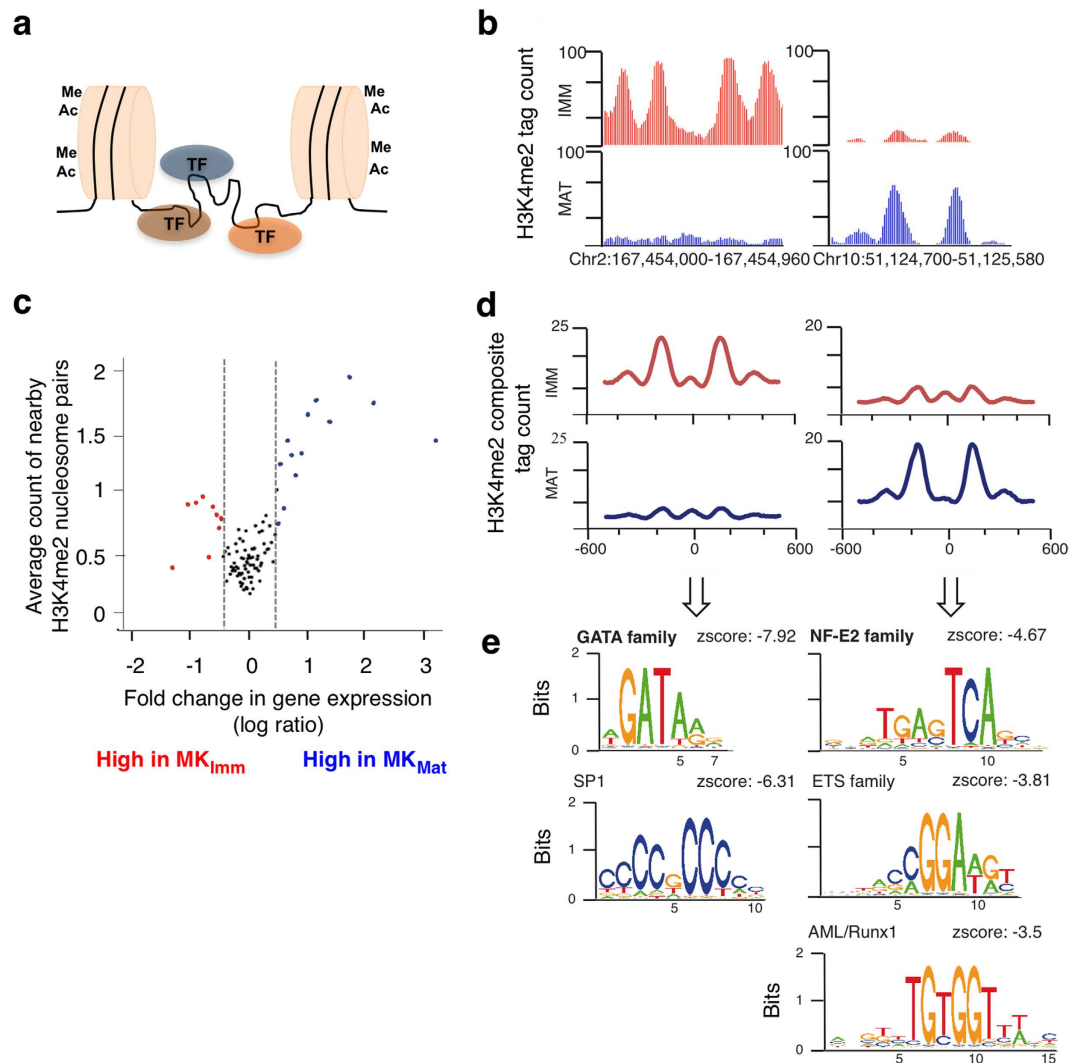 a
Me
Ac
Me
Ac
TF
TF
TF
Me
Ac
Me
Ac
b
H3K4me2 tag count
IMM
100
100
MAT
100
100
Chr2:167,454,000-167,454,960
Chr10:51,124,700-51,125,580
c
Average count of nearby
H3K4me2 nucleosome pairs
2
1.5
1
0.5
0
-2 -1 0 1 2 3
Fold change in gene expression
(log ratio)
High in MKImm
High in MKMat
d
H3K4me2 composite
tag count
IMM
25
20
MAT
25
20
-600 0 600
-600 0 600
e
GATA family zscore: -7.92
Bits
2
1
0
GATAA
5 7
NF-E2 family zscore: -4.67
TGAGTCA
5 10
SP1 zscore: -6.31
Bits
2
1
0
CCCCGCCCC
5 10
ETS family zscore: -3.81
CCGGAAGT
5 10
AML/Runx1 zscore: -3.5
Bits
2
1
0
TGTGGT
5 10 15